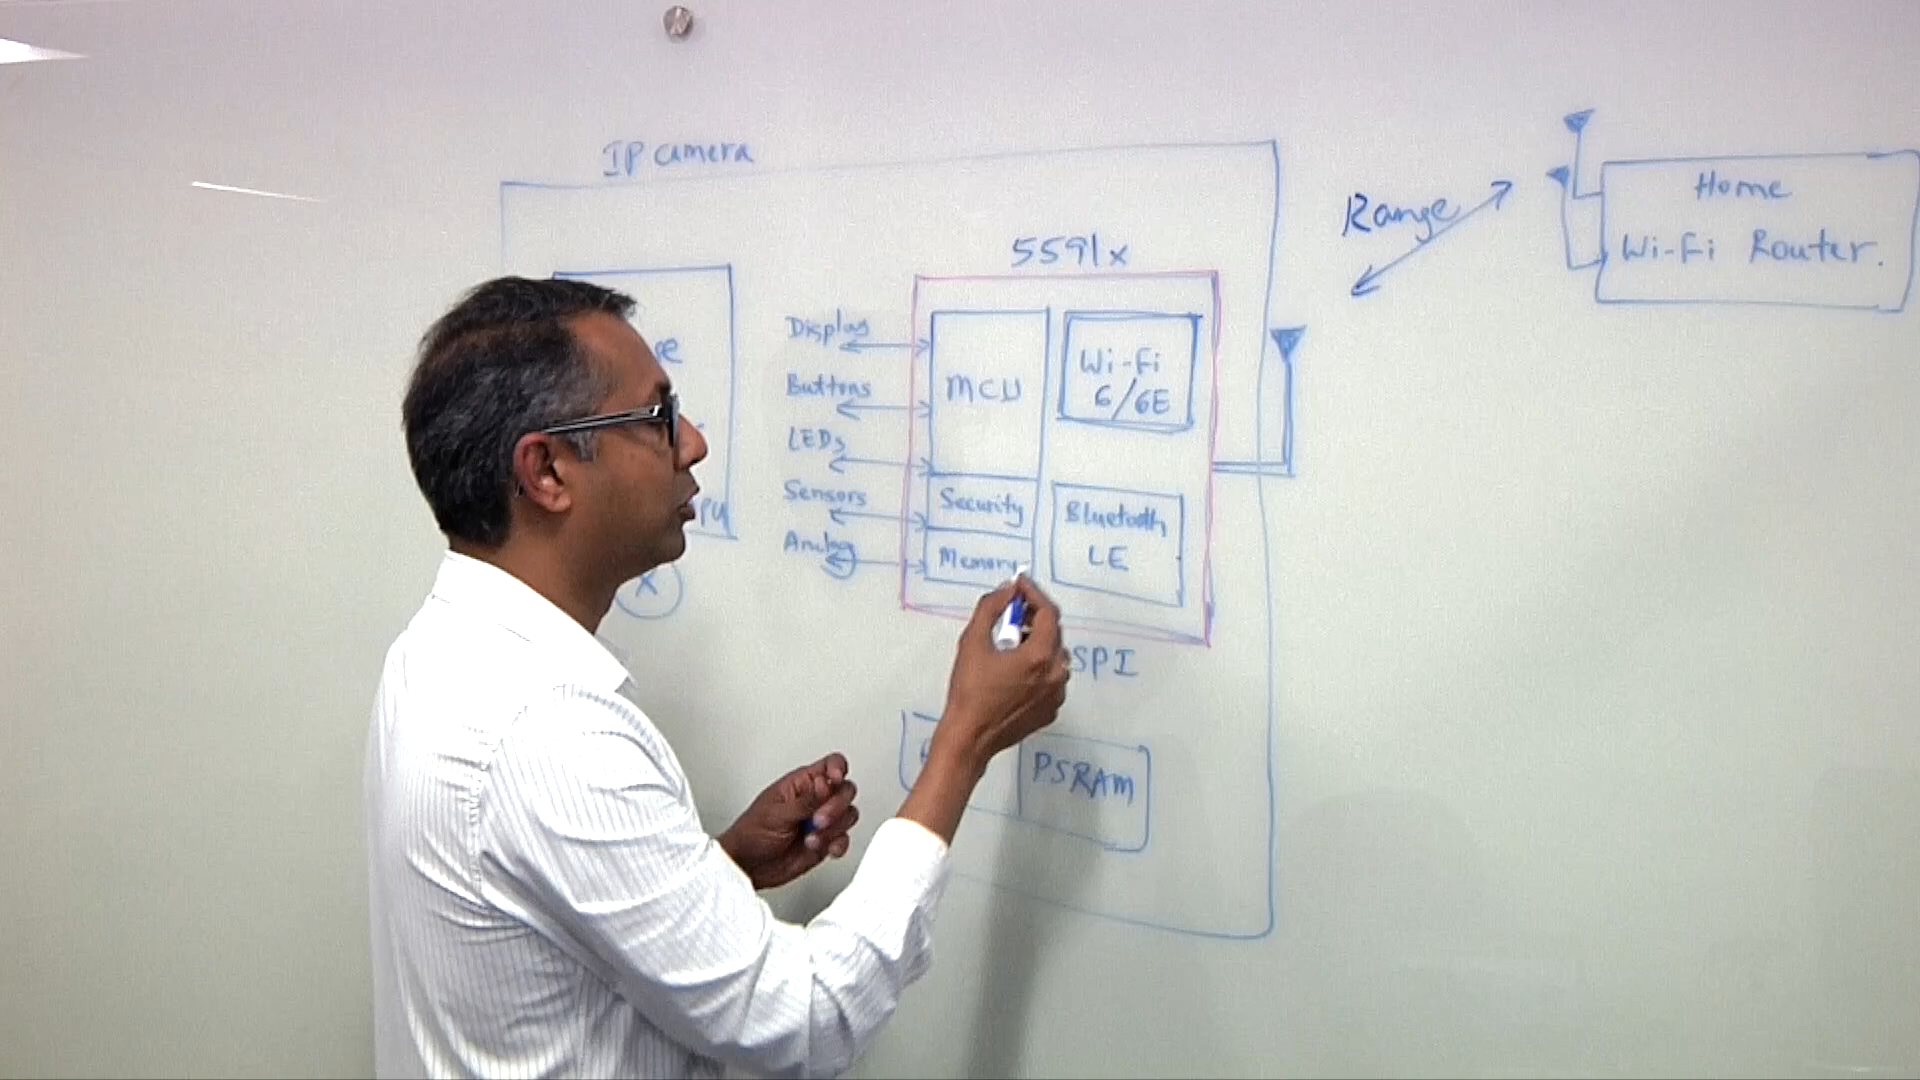 IP camera
5591x
Display
Buttons
LEDs
Sensors
Analog
MCU
Security
Memory
Wi-Fi
6/6E
Bluetooth
LE
SPI
PSRAM
Range
Home
Wi-Fi Router.
X